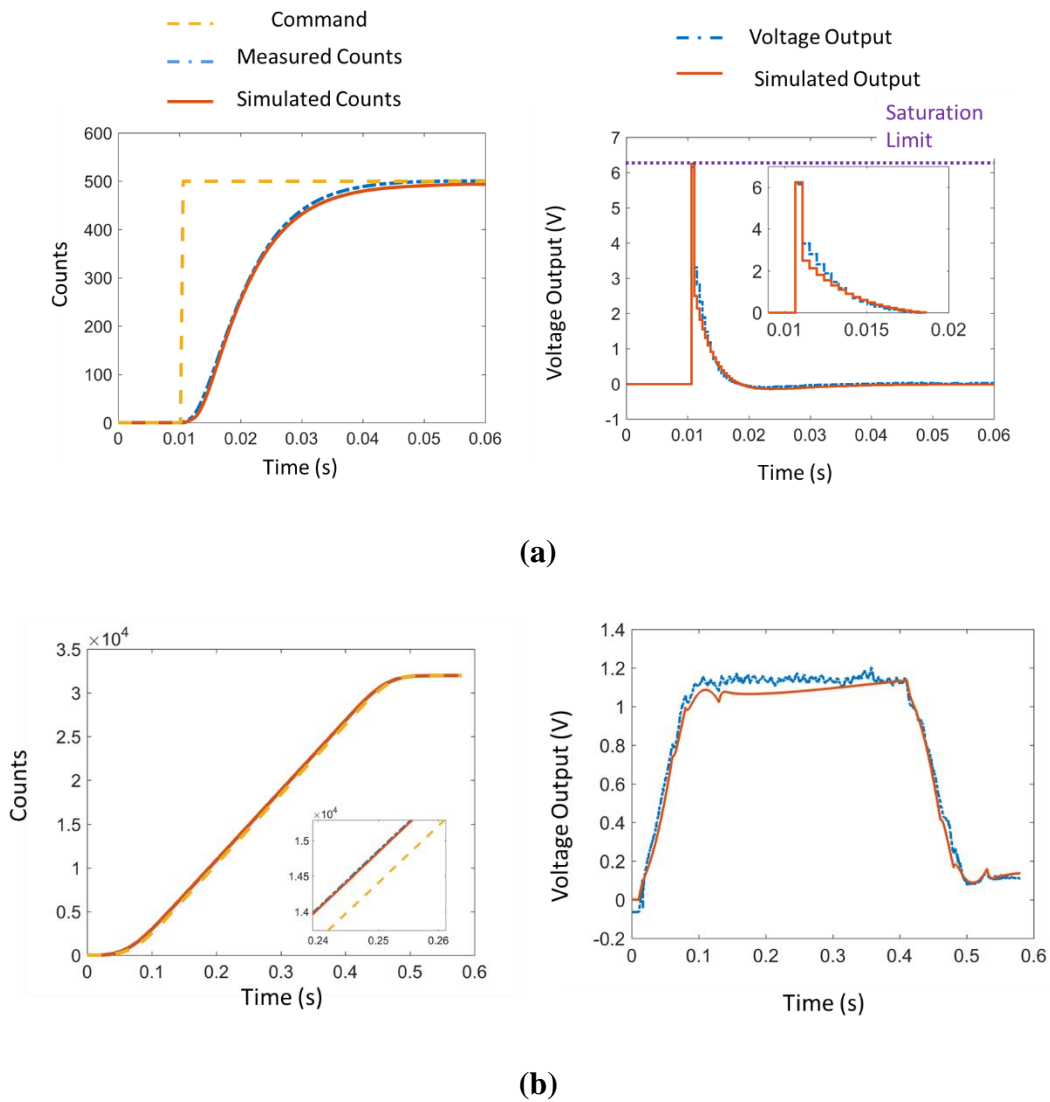 Command
Measured Counts
Simulated Counts
Voltage Output
Simulated Output
Saturation
Limit
600
500
400
300
200
100
0
Counts
0 0.01 0.02 0.03 0.04 0.05 0.06
Time (s)
7
6
5
4
3
2
1
0
-1
Voltage Output (V)
6
4
2
0
0.01 0.015 0.02
0 0.01 0.02 0.03 0.04 0.05 0.06
Time (s)
(a)
×10^4
3.5
3
2.5
2
1.5
1
0.5
0
Counts
×10^4
1.5
1.45
1.4
0.24 0.25 0.26
0 0.1 0.2 0.3 0.4 0.5 0.6
Time (s)
1.4
1.2
1
0.8
0.6
0.4
0.2
0
-0.2
Voltage Output (V)
0 0.1 0.2 0.3 0.4 0.5 0.6
Time (s)
(b)